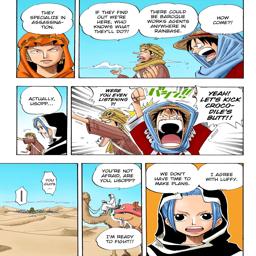 HOW COME?!
THERE
COULD BE
BAROQUE
WORKS AGENTS
ANYWHERE IN
RAINBASE.
IF THEY FIND
OUT WE'RE
HERE, WHO
KNOWS WHAT
THEY'LL DO?!
THEY
SPECIALIZE IN
ASSASSINA-
TION.
YEAH!
LET'S KICK
CROCO-
DILE'S
BUTT!!
WERE
YOU EVEN
LISTENING
?!
ACTUALLY,
USOPP...
I AGREE
WITH LUFFY.
WE DON'T
HAVE TIME TO
MAKE PLANS.
YOU'RE NOT
AFRAID, ARE
YOU, USOPP?
I'M READY
TO FIGHT!!
YOU
GUYS...